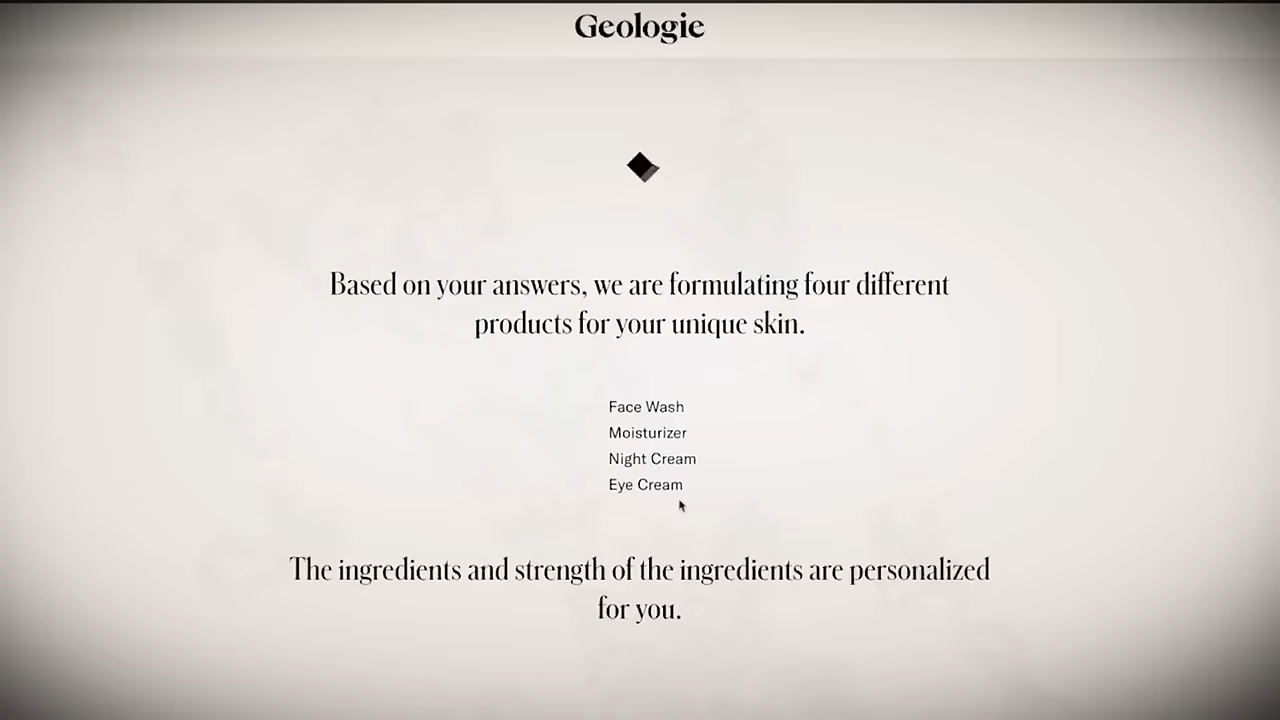 Geologie
Based on your answers, we are formulating four different
products for your unique skin.
Face Wash
Moisturizer
Night Cream
Eye Cream
The ingredients and strength of the ingredients are personalized
for you.